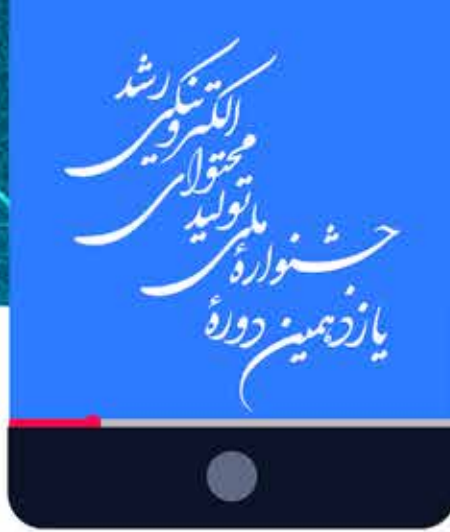 یازدهمین دورهٔ
جشنوارهٔ ملی
تولید
محتوای
الکترونیکی رشد